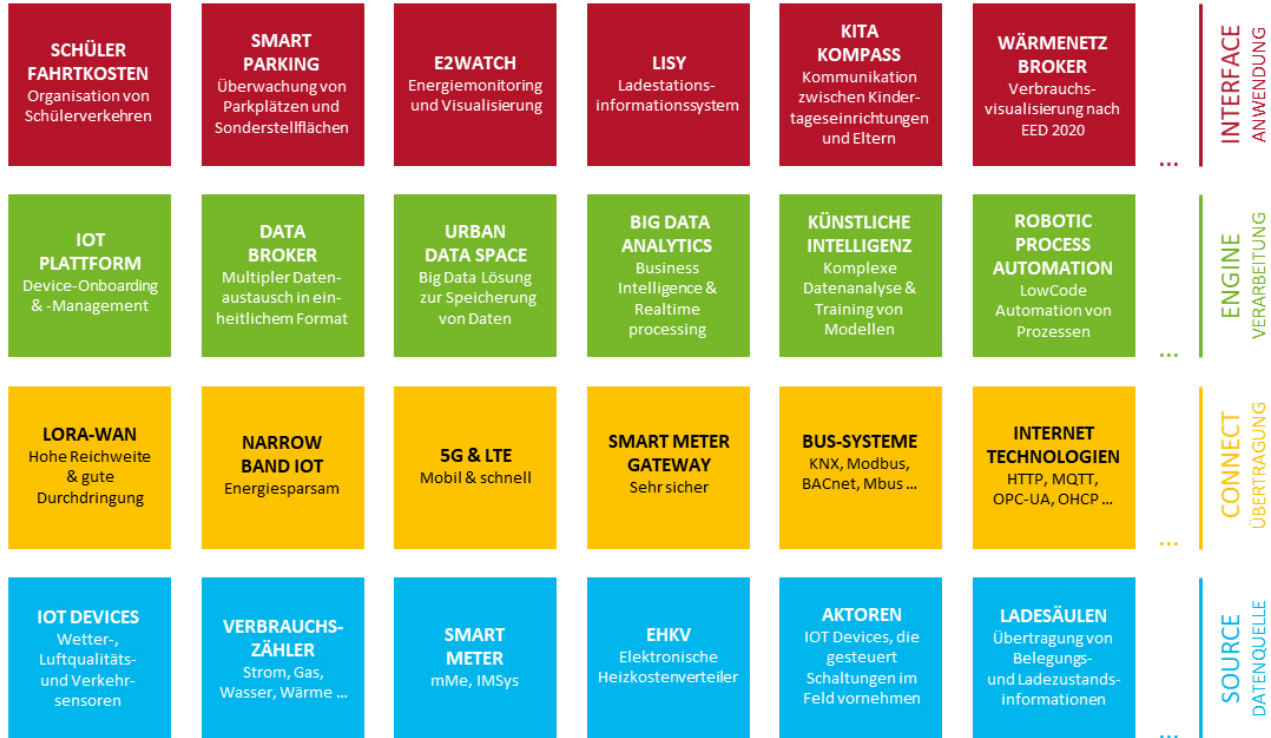 SCHÜLER
FAHRTKOSTEN
Organisation von
Schülerverkehren
SMART
PARKING
Überwachung von
Parkplätzen und
Sonderstellflächen
E2WATCH
Energiemonitoring
und Visualisierung
LISY
Ladestations-
informationssystem
KITA
KOMPASS
Kommunikation
zwischen Kinder-
tageseinrichtungen
und Eltern
WÄRMENETZ
BROKER
Verbrauchs-
visualisierung nach
EED 2020
...
INTERFACE
ANWENDUNG
IOT
PLATTFORM
Device-Onboarding
& -Management
DATA
BROKER
Multipler Daten-
austausch in ein-
heitlichem Format
URBAN
DATA SPACE
Big Data Lösung
zur Speicherung
von Daten
BIG DATA
ANALYTICS
Business
Intelligence &
Realtime
processing
KÜNSTLICHE
INTELLIGENZ
Komplexe
Datenanalyse &
Training von
Modellen
ROBOTIC
PROCESS
AUTOMATION
LowCode
Automation von
Prozessen
...
ENGINE
VERARBEITUNG
LORA-WAN
Hohe Reichweite
& gute
Durchdringung
NARROW
BAND IOT
Energiesparsam
5G & LTE
Mobil & schnell
SMART METER
GATEWAY
Sehr sicher
BUS-SYSTEME
KNX, Modbus,
BACnet, Mbus ...
INTERNET
TECHNOLOGIEN
HTTP, MQTT,
OPC-UA, OHCP ...
...
CONNECT
ÜBERTRAGUNG
IOT DEVICES
Wetter-,
Luftqualitäts-
und Verkehr-
sensoren
VERBRAUCHS-
ZÄHLER
Strom, Gas,
Wasser, Wärme ...
SMART
METER
mMe, IMSys
EHKV
Elektronische
Heizkostenverteiler
AKTOREN
IOT Devices, die
gesteuert
Schaltungen im
Feld vornehmen
LADESÄULEN
Übertragung von
Belegungs-
und Ladezustands-
informationen
...
SOURCE
DATENQUELLE